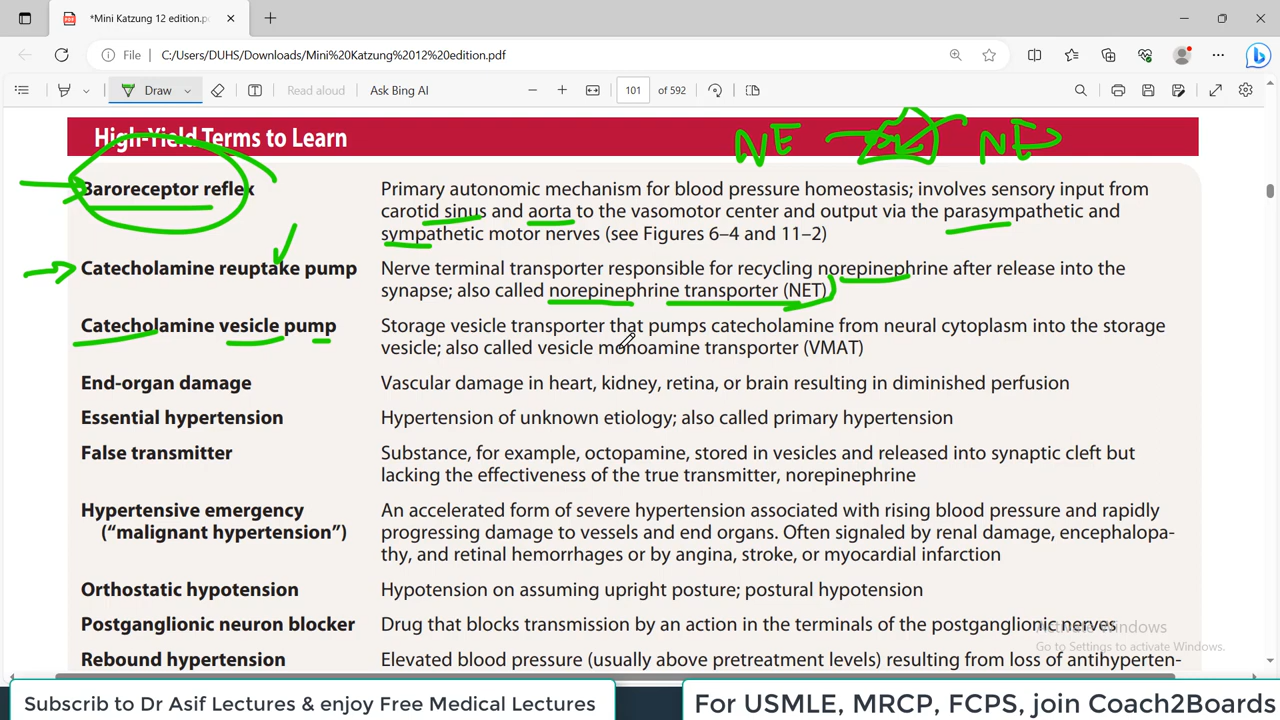 *Mini Katzung 12 edition.p
File C:/Users/DUHS/Downloads/Mini%20Katzung%2012%20edition.pdf
Draw Read aloud Ask Bing AI 101 of 592
High-Yield Terms to Learn NE NE
Baroreceptor reflex Primary autonomic mechanism for blood pressure homeostasis; involves sensory input from
carotid sinus and aorta to the vasomotor center and output via the parasympathetic and
sympathetic motor nerves (see Figures 6–4 and 11–2)
Catecholamine reuptake pump Nerve terminal transporter responsible for recycling norepinephrine after release into the
synapse; also called norepinephrine transporter (NET)
Catecholamine vesicle pump Storage vesicle transporter that pumps catecholamine from neural cytoplasm into the storage
vesicle; also called vesicle monoamine transporter (VMAT)
End-organ damage Vascular damage in heart, kidney, retina, or brain resulting in diminished perfusion
Essential hypertension Hypertension of unknown etiology; also called primary hypertension
False transmitter Substance, for example, octopamine, stored in vesicles and released into synaptic cleft but
lacking the effectiveness of the true transmitter, norepinephrine
Hypertensive emergency An accelerated form of severe hypertension associated with rising blood pressure and rapidly
(“malignant hypertension”) progressing damage to vessels and end organs. Often signaled by renal damage, encephalopa-
thy, and retinal hemorrhages or by angina, stroke, or myocardial infarction
Orthostatic hypotension Hypotension on assuming upright posture; postural hypotension
Postganglionic neuron blocker Drug that blocks transmission by an action in the terminals of the postganglionic nerves
Activate Windows
Go to Settings to activate Windows.
Rebound hypertension Elevated blood pressure (usually above pretreatment levels) resulting from loss of antihyperten-
Subscrib to Dr Asif Lectures & enjoy Free Medical Lectures
For USMLE, MRCP, FCPS, join Coach2Boards